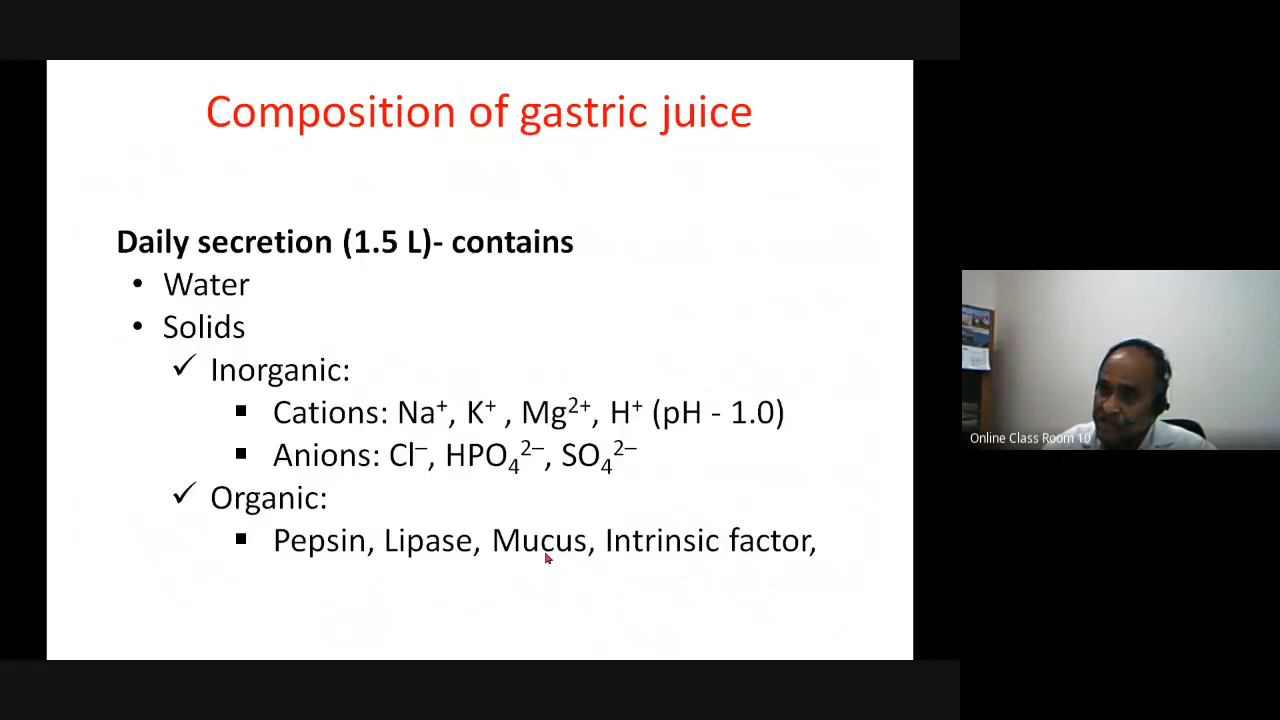 Composition of gastric juice
Daily secretion (1.5 L)- contains
• Water
• Solids
✓ Inorganic:
▪ Cations: Na⁺, K⁺ , Mg²⁺, H⁺ (pH - 1.0)
▪ Anions: Cl⁻, HPO₄²⁻, SO₄²⁻
✓ Organic:
▪ Pepsin, Lipase, Mucus, Intrinsic factor,
Online Class Room 10